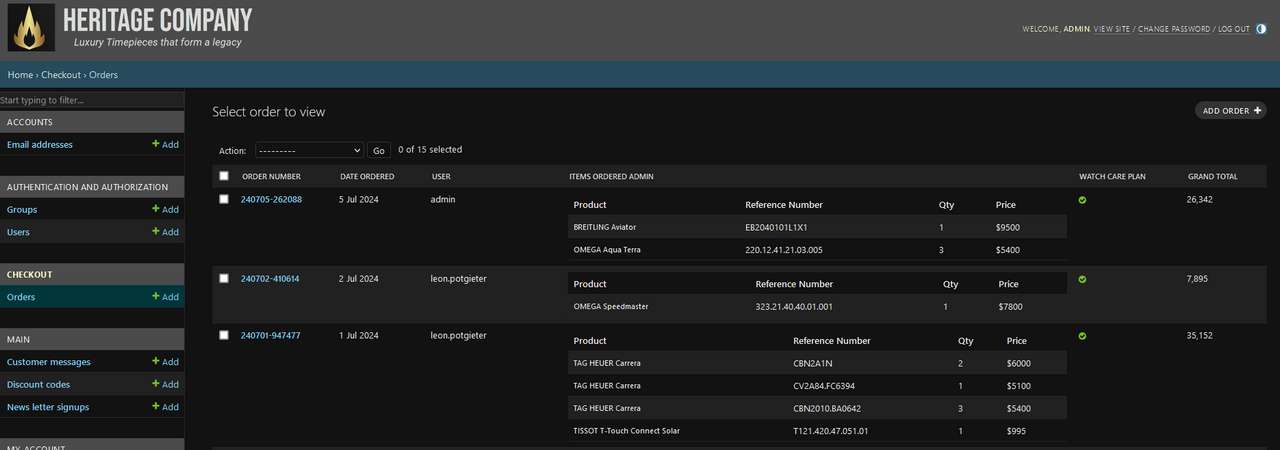 HERITAGE COMPANY
Luxury Timepieces that form a legacy
WELCOME, ADMIN. VIEW SITE / CHANGE PASSWORD / LOG OUT
Home › Checkout › Orders
Start typing to filter...
ACCOUNTS
Email addresses + Add
AUTHENTICATION AND AUTHORIZATION
Groups + Add
Users + Add
CHECKOUT
Orders + Add
MAIN
Customer messages + Add
Discount codes + Add
News letter signups + Add
MY ACCOUNT
Select order to view
ADD ORDER +
Action: --------- Go 0 of 15 selected
ORDER NUMBER DATE ORDERED USER ITEMS ORDERED ADMIN WATCH CARE PLAN GRAND TOTAL
240705-262088 5 Jul 2024 admin 26,342
Product Reference Number Qty Price
BREITLING Aviator EB2040101L1X1 1 $9500
OMEGA Aqua Terra 220.12.41.21.03.005 3 $5400
240702-410614 2 Jul 2024 leon.potgieter 7,895
Product Reference Number Qty Price
OMEGA Speedmaster 323.21.40.40.01.001 1 $7800
240701-947477 1 Jul 2024 leon.potgieter 35,152
Product Reference Number Qty Price
TAG HEUER Carrera CBN2A1N 2 $6000
TAG HEUER Carrera CV2A84.FC6394 1 $5100
TAG HEUER Carrera CBN2010.BA0642 3 $5400
TISSOT T-Touch Connect Solar T121.420.47.051.01 1 $995